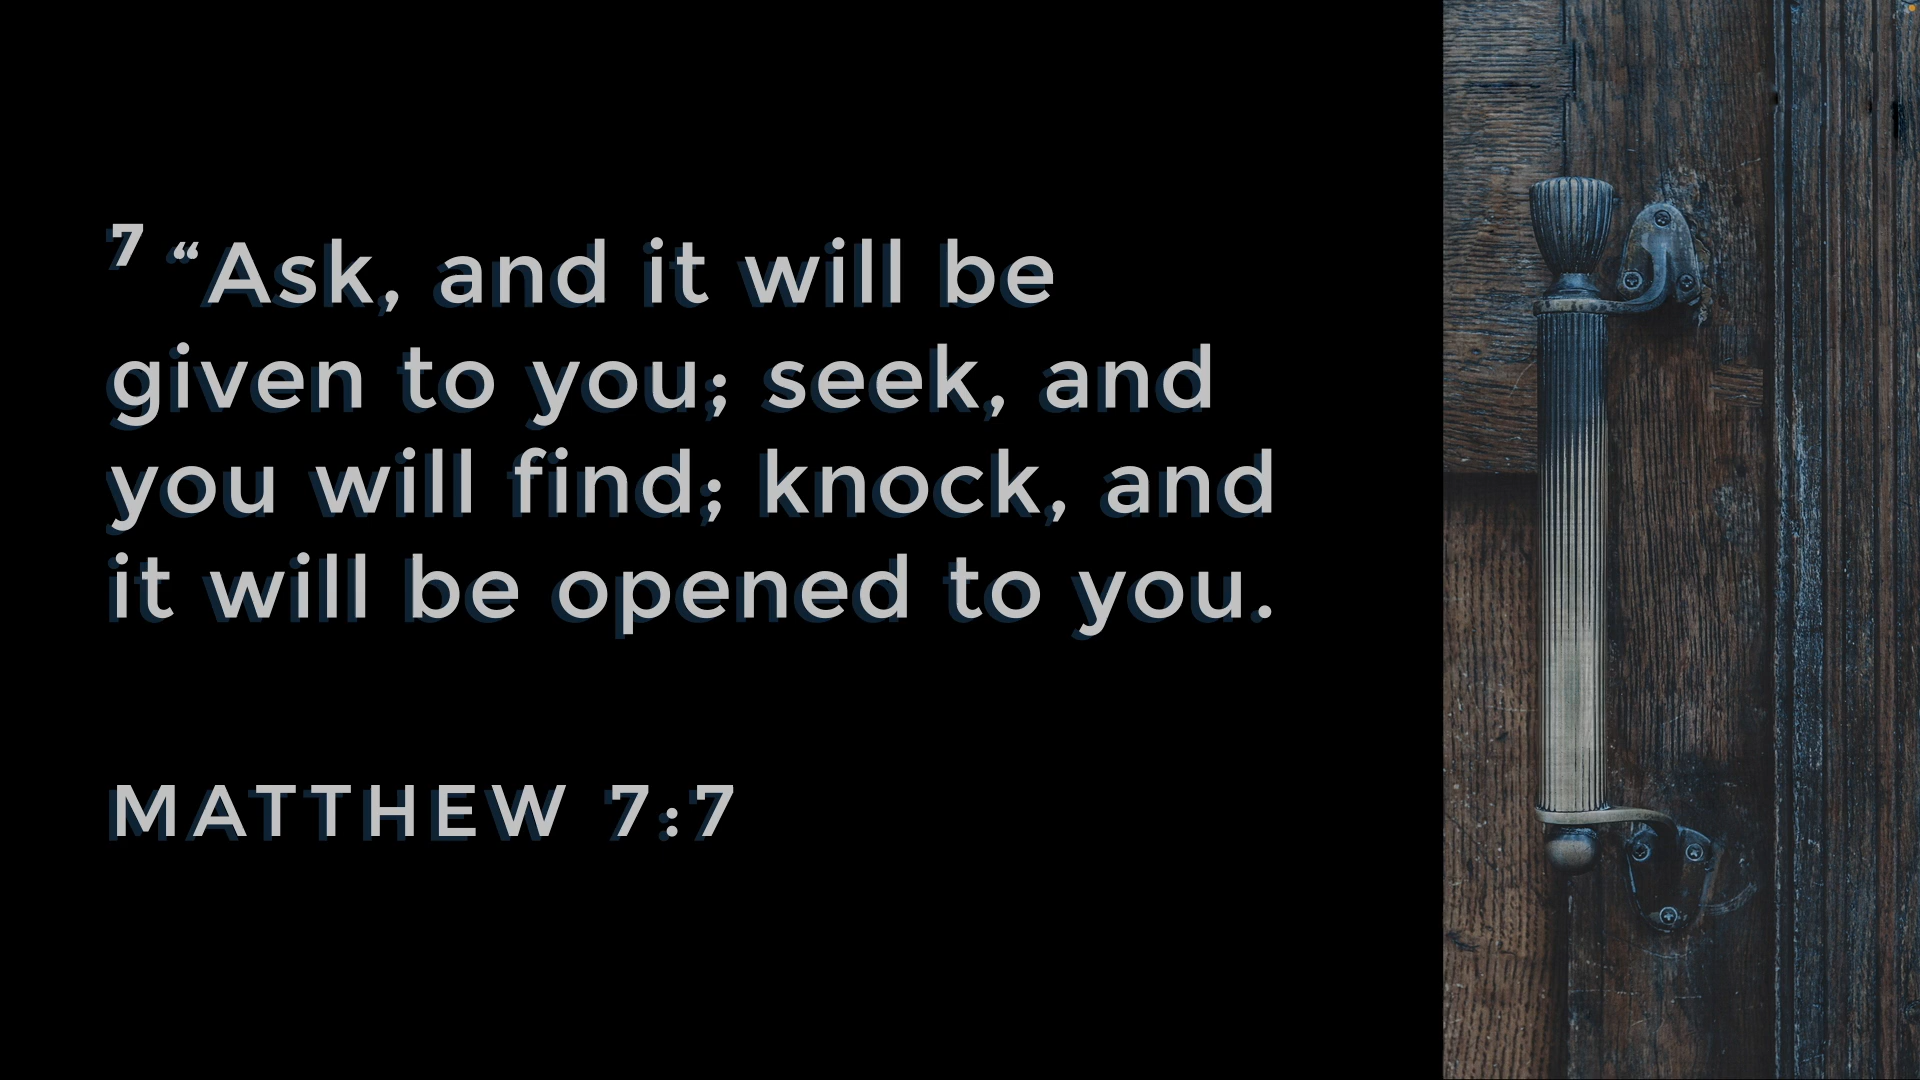 7 “Ask, and it will be
given to you; seek, and
you will find; knock, and
it will be opened to you.
MATTHEW 7:7